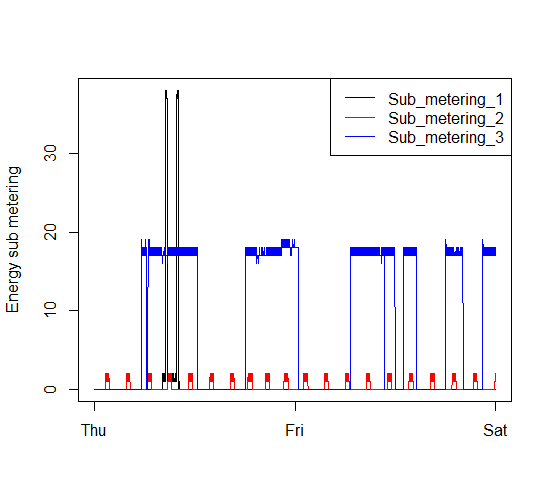 Sub_metering_1
Sub_metering_2
Sub_metering_3
Energy sub metering
30
20
10
0
Thu Fri Sat